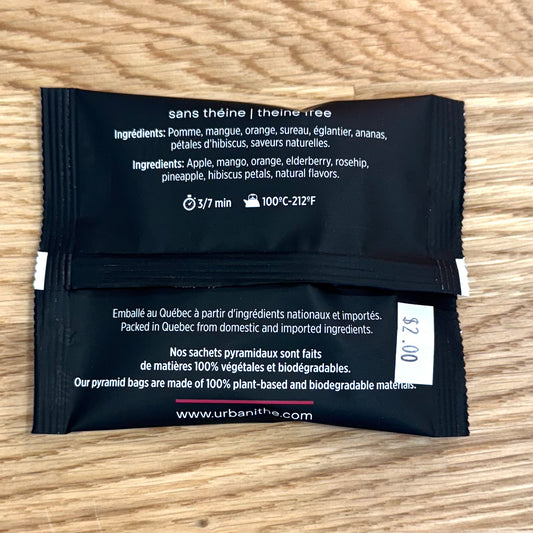 sans théine | theine free
Ingrédients: Pomme, mangue, orange, sureau, églantier, ananas,
pétales d'hibiscus, saveurs naturelles.
Ingredients: Apple, mango, orange, elderberry, rosehip,
pineapple, hibiscus petals, natural flavors.
3/7 min 100°C-212°F
Emballé au Québec à partir d'ingrédients nationaux et importés.
Packed in Quebec from domestic and imported ingredients.
$2.00
Nos sachets pyramidaux sont faits
de matières 100% végétales et biodégradables.
Our pyramid bags are made of 100% plant-based and biodegradable materials.
www.urbanithe.com